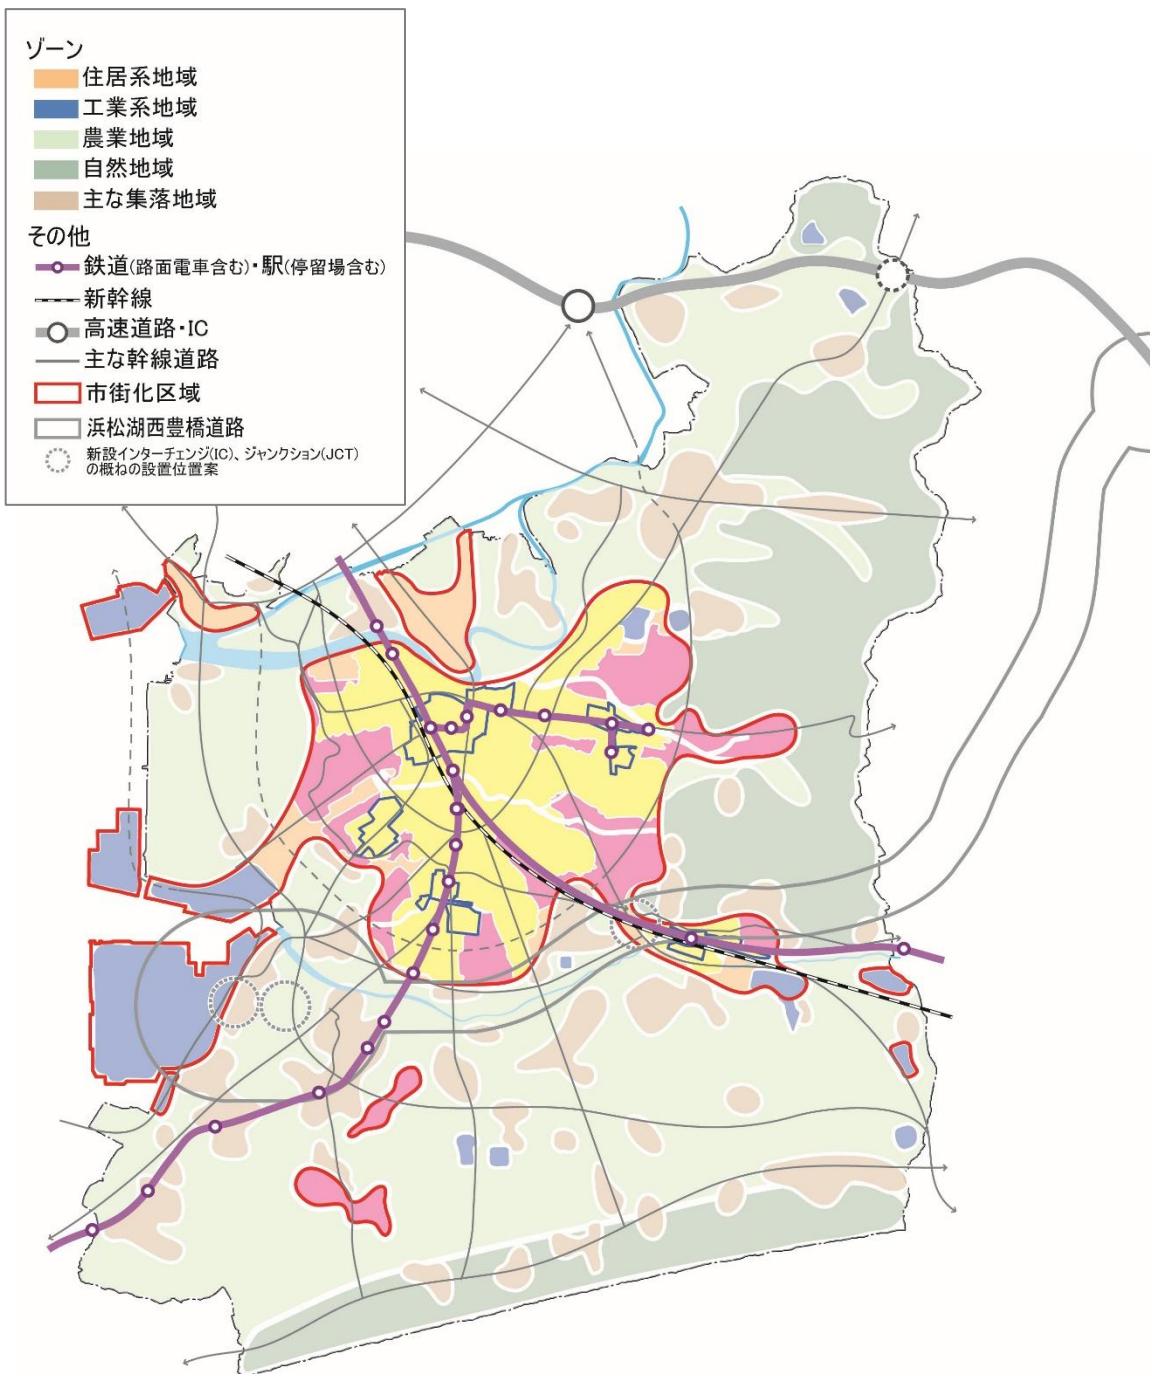 ゾーン
住居系地域
工業系地域
農業地域
自然地域
主な集落地域
その他
鉄道(路面電車含む)・駅(停留場含む)
新幹線
高速道路・IC
主な幹線道路
市街化区域
浜松湖西豊橋道路
新設インターチェンジ(IC)、ジャンクション(JCT)
の概ねの設置位置案